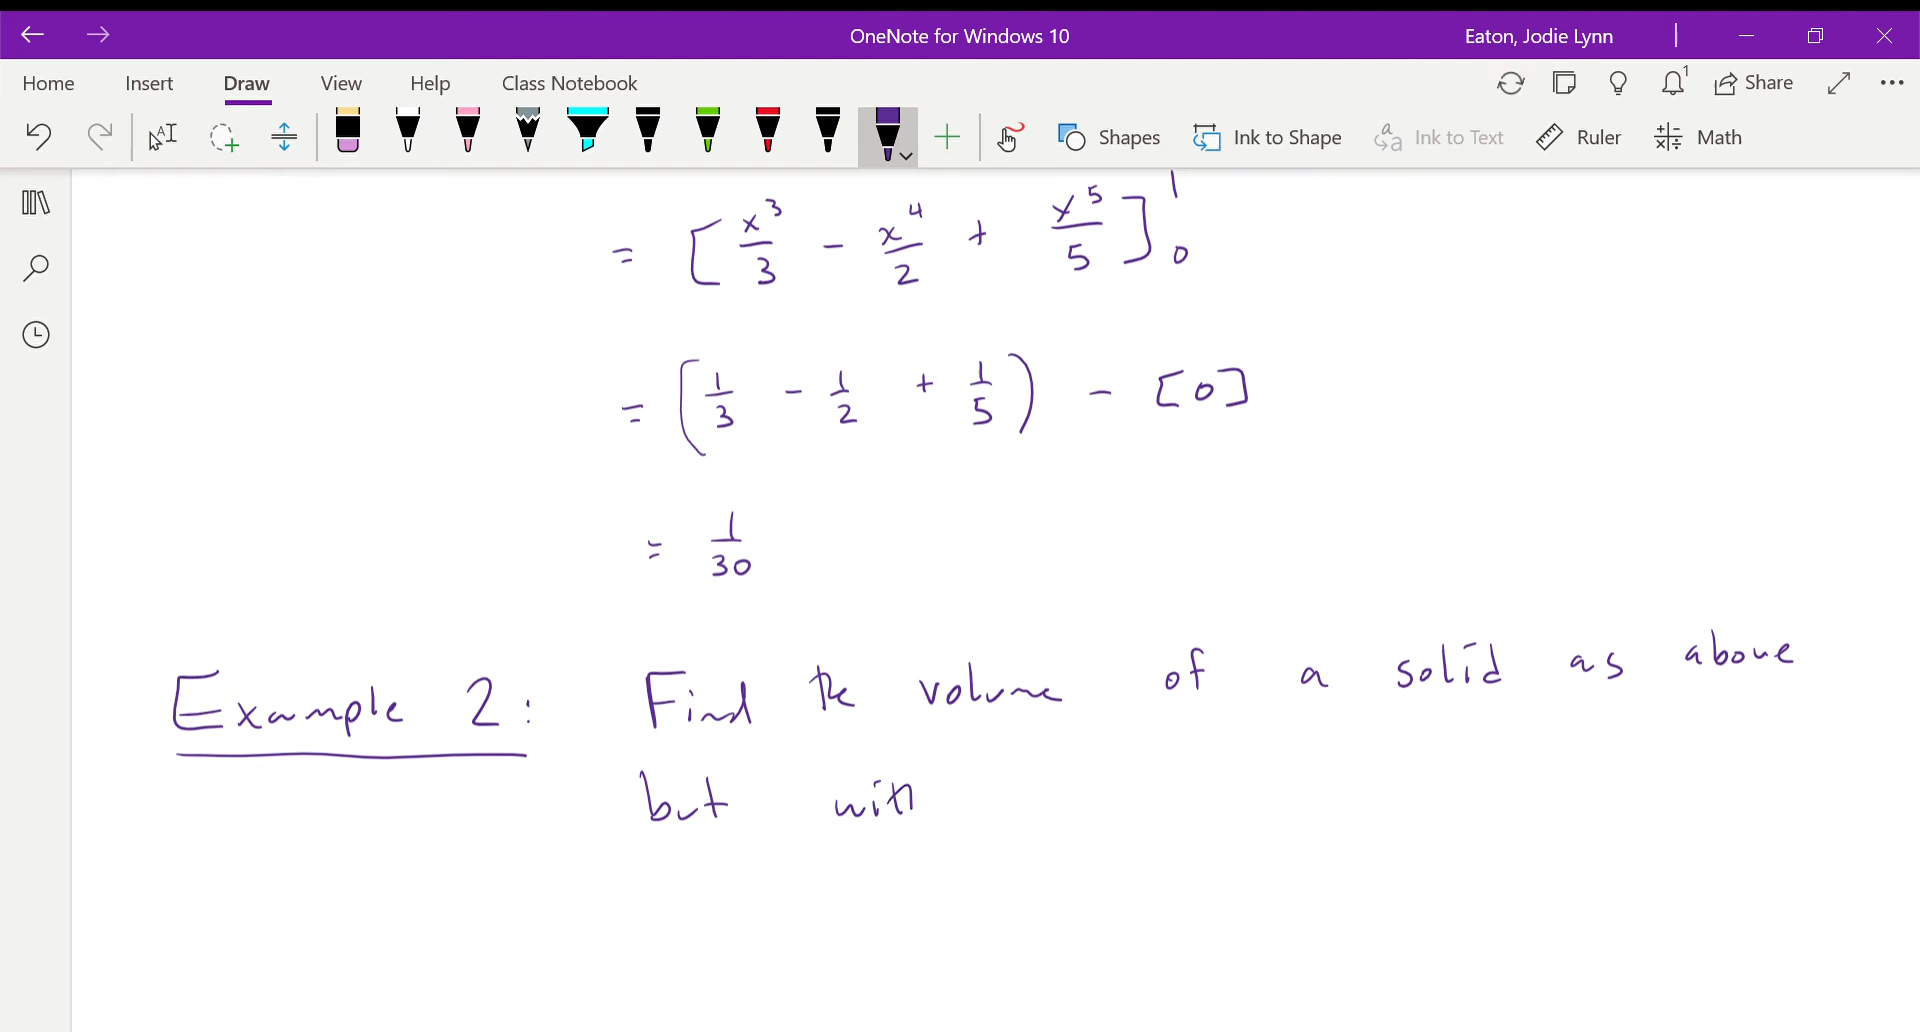 OneNote for Windows 10
Eaton, Jodie Lynn
Home Insert Draw View Help Class Notebook
1 Share
Shapes Ink to Shape Ink to Text Ruler Math
= [x^3/3 - x^4/2 + x^5/5]_0^1
= (1/3 - 1/2 + 1/5) - [0]
= 1/30
Example 2: Find the volume of a solid as above
but with